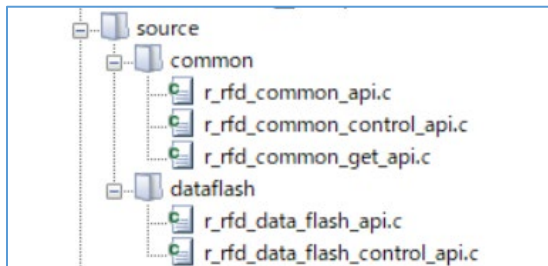 source
common
r_rfd_common_api.c
r_rfd_common_control_api.c
r_rfd_common_get_api.c
dataflash
r_rfd_data_flash_api.c
r_rfd_data_flash_control_api.c